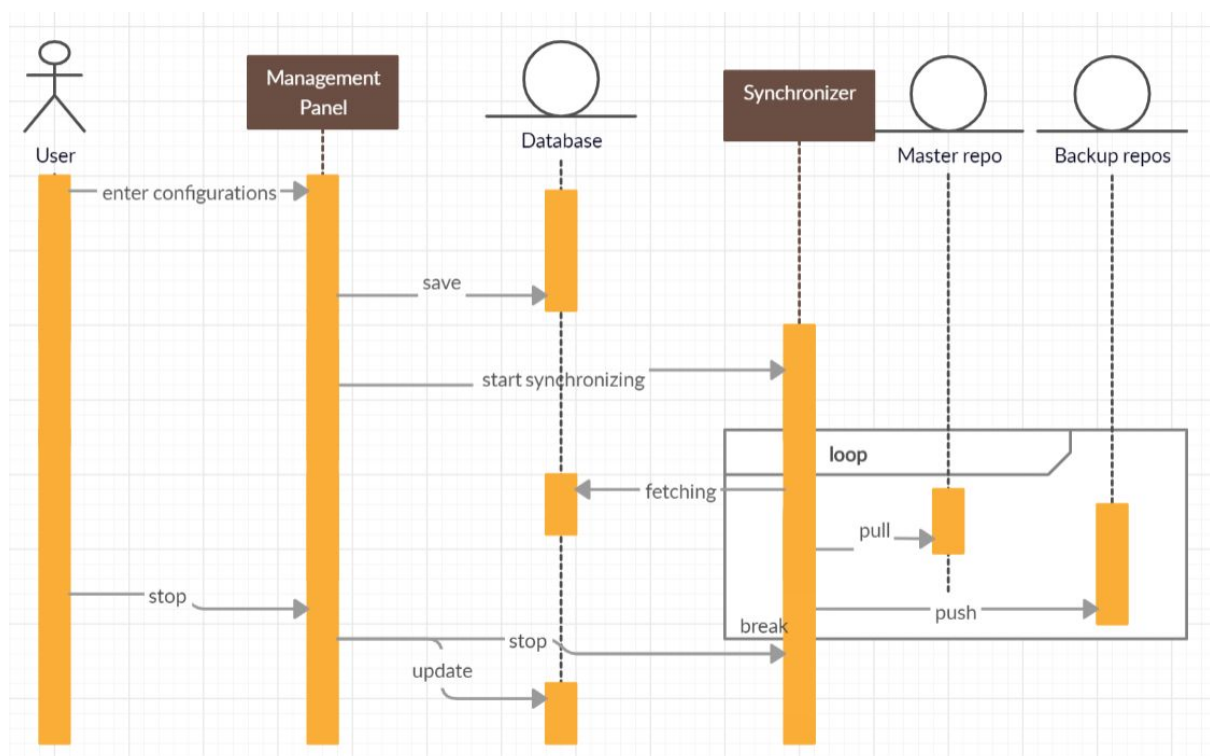 Management
Panel
Synchronizer
User
Database
Master repo
Backup repos
enter configurations
save
start synchronizing
loop
fetching
pull
stop
push
break
stop
update